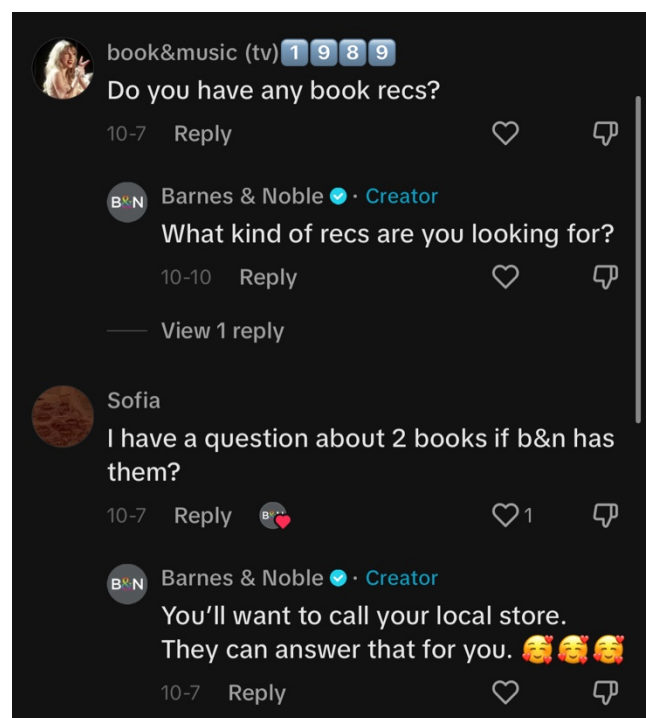 book&music (tv)1️⃣9️⃣8️⃣9️⃣
Do you have any book recs?
10-7 Reply
B&N Barnes & Noble · Creator
What kind of recs are you looking for?
10-10 Reply
View 1 reply
Sofia
I have a question about 2 books if b&n has
them?
10-7 Reply 1
B&N Barnes & Noble · Creator
You’ll want to call your local store.
They can answer that for you. 🥰🥰🥰
10-7 Reply